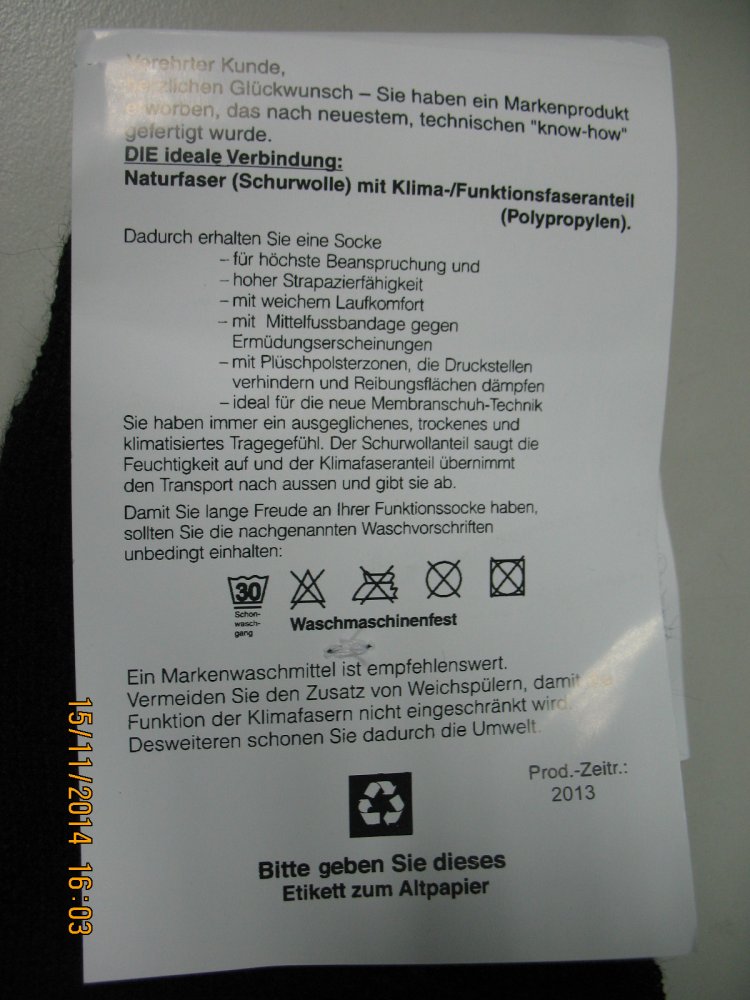 Verehrter Kunde,
herzlichen Glückwunsch – Sie haben ein Markenprodukt
erworben, das nach neuestem, technischen "know-how"
gefertigt wurde.
DIE ideale Verbindung:
Naturfaser (Schurwolle) mit Klima-/Funktionsfaseranteil
(Polypropylen).
Dadurch erhalten Sie eine Socke
– für höchste Beanspruchung und
– hoher Strapazierfähigkeit
– mit weichem Laufkomfort
– mit Mittelfussbandage gegen
Ermüdungserscheinungen
– mit Plüschpolsterzonen, die Druckstellen
verhindern und Reibungsflächen dämpfen
– ideal für die neue Membranschuh-Technik
Sie haben immer ein ausgeglichenes, trockenes und
klimatisiertes Tragegefühl. Der Schurwollanteil saugt die
Feuchtigkeit auf und der Klimafaseranteil übernimmt
den Transport nach aussen und gibt sie ab.
Damit Sie lange Freude an Ihrer Funktionssocke haben,
sollten Sie die nachgenannten Waschvorschriften
unbedingt einhalten:
30
Schon-
wasch-
gang
Waschmaschinenfest
Ein Markenwaschmittel ist empfehlenswert.
Vermeiden Sie den Zusatz von Weichspülern, damit
Funktion der Klimafasern nicht eingeschränkt wird.
Desweiteren schonen Sie dadurch die Umwelt.
Prod.-Zeitr.:
2013
Bitte geben Sie dieses
Etikett zum Altpapier
15/11/2014 16:03